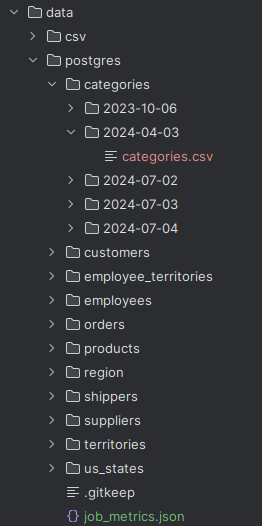 data
csv
postgres
categories
2023-10-06
2024-04-03
categories.csv
2024-07-02
2024-07-03
2024-07-04
customers
employee_territories
employees
orders
products
region
shippers
suppliers
territories
us_states
.gitkeep
job_metrics.json